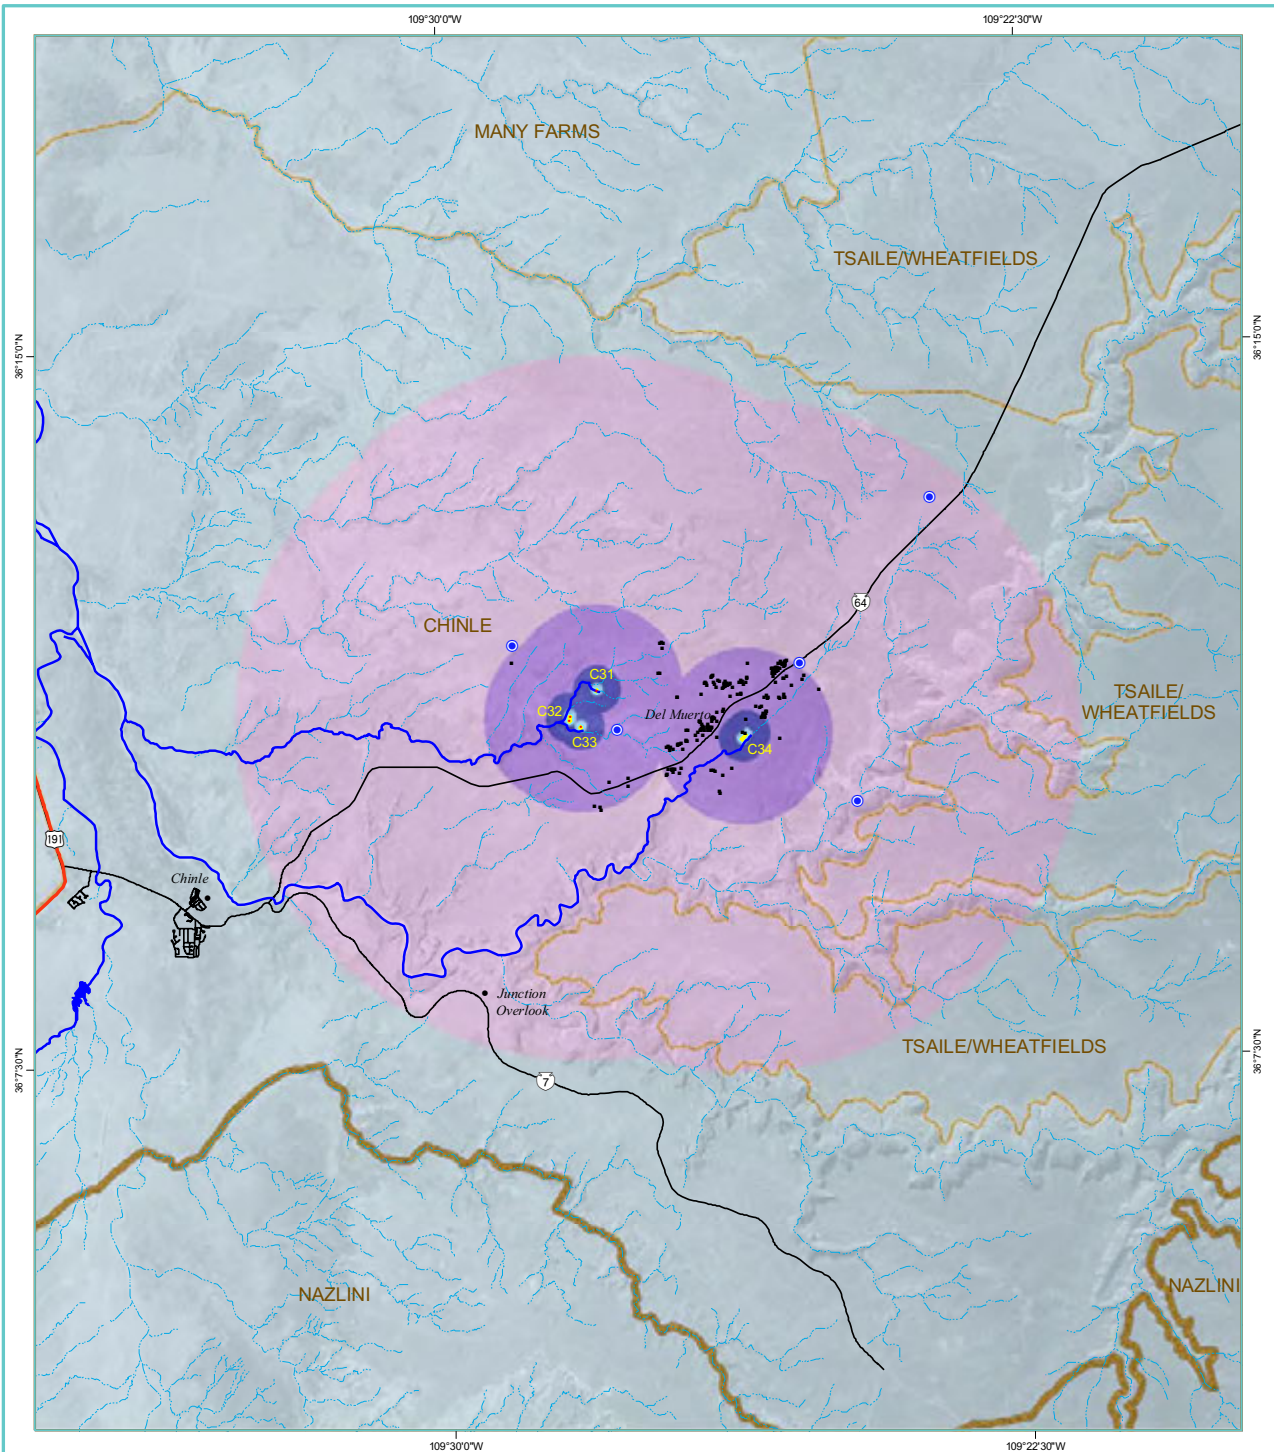 109°30'0"W
109°22'30"W
MANY FARMS
TSAILE/WHEATFIELDS
36°15'0"N
36°15'0"N
64
CHINLE
C31
TSAILE/
WHEATFIELDS
C32
Del Muerto
C33
C34
191
Chinle
Junction
Overlook
TSAILE/WHEATFIELDS
36°7'30"N
36°7'30"N
7
NAZLINI
NAZLINI
109°30'0"W
109°22'30"W